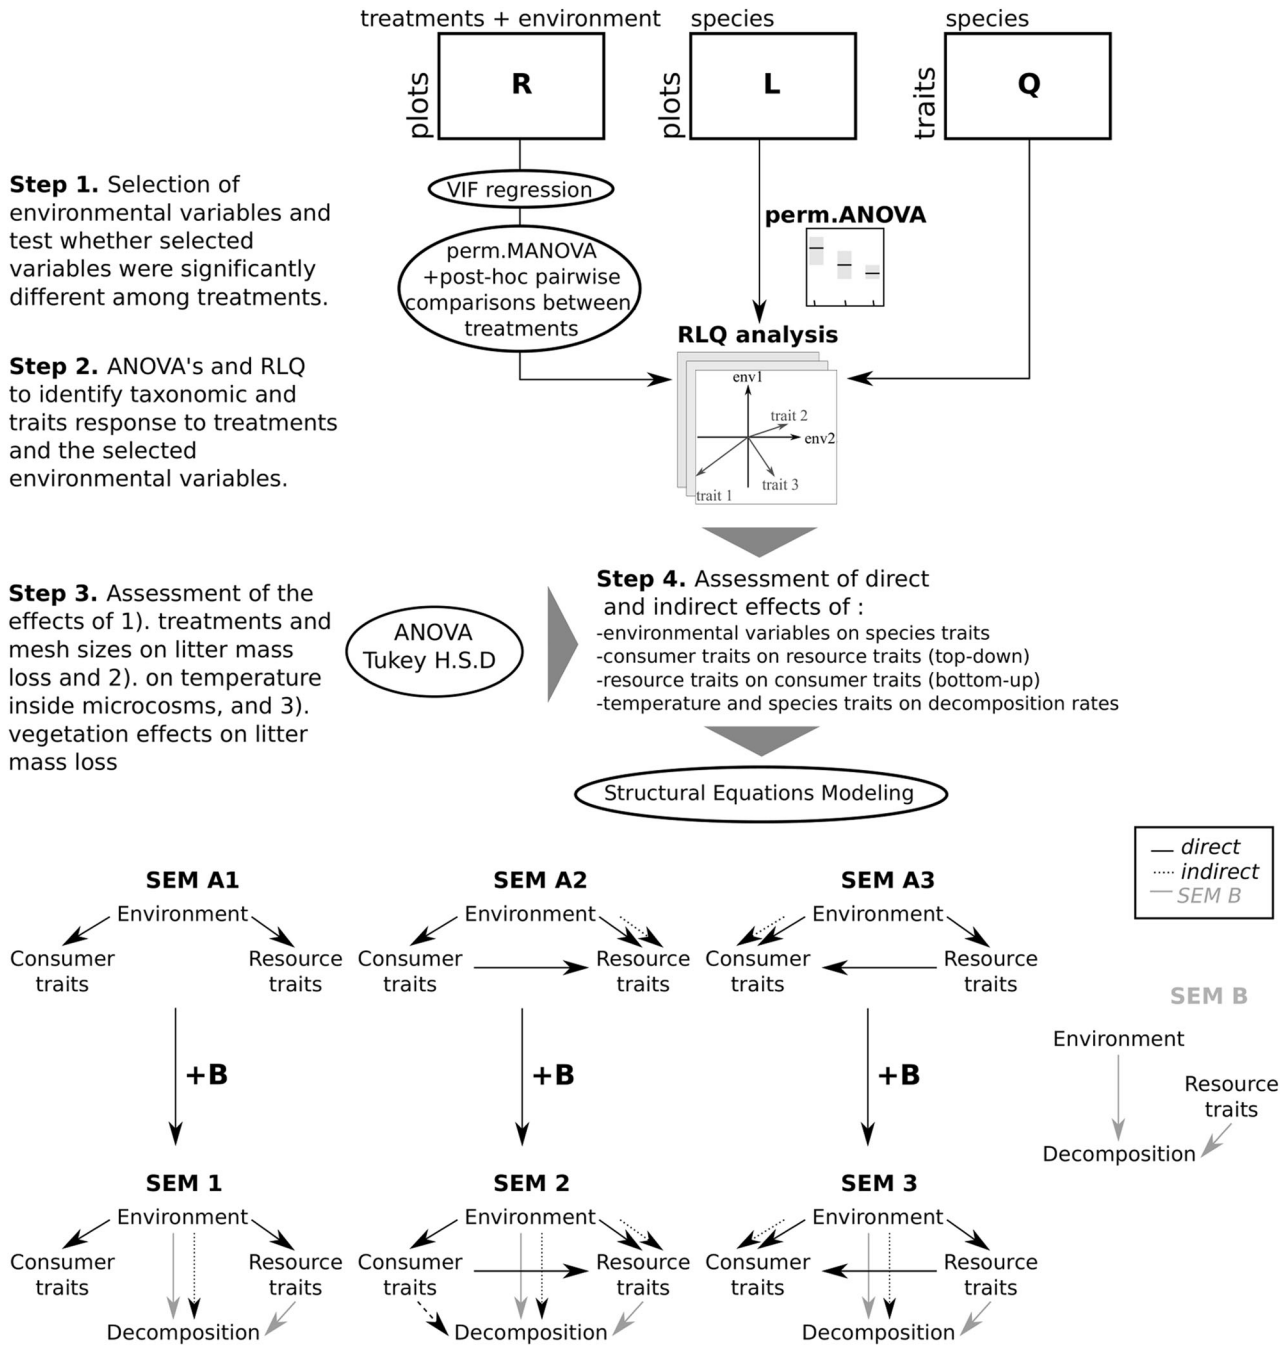 treatments + environment
species
species
plots
R
plots
L
traits
Q
Step 1. Selection of
environmental variables and
test whether selected
variables were significantly
different among treatments.
VIF regression
perm.MANOVA
+post-hoc pairwise
comparisons between
treatments
perm.ANOVA
RLQ analysis
env1
trait 2
env2
trait 3
trait 1
Step 2. ANOVA's and RLQ
to identify taxonomic and
traits response to treatments
and the selected
environmental variables.
Step 3. Assessment of the
effects of 1). treatments and
mesh sizes on litter mass
loss and 2). on temperature
inside microcosms, and 3).
vegetation effects on litter
mass loss
ANOVA
Tukey H.S.D
Step 4. Assessment of direct
and indirect effects of :
-environmental variables on species traits
-consumer traits on resource traits (top-down)
-resource traits on consumer traits (bottom-up)
-temperature and species traits on decomposition rates
Structural Equations Modeling
direct
indirect
SEM B
SEM A1
Environment
Consumer
traits
Resource
traits
+B
SEM A2
Environment
Consumer
traits
Resource
traits
+B
SEM A3
Environment
Consumer
traits
Resource
traits
+B
SEM B
Environment
Resource
traits
Decomposition
SEM 1
Environment
Consumer
traits
Resource
traits
Decomposition
SEM 2
Environment
Consumer
traits
Resource
traits
Decomposition
SEM 3
Environment
Consumer
traits
Resource
traits
Decomposition